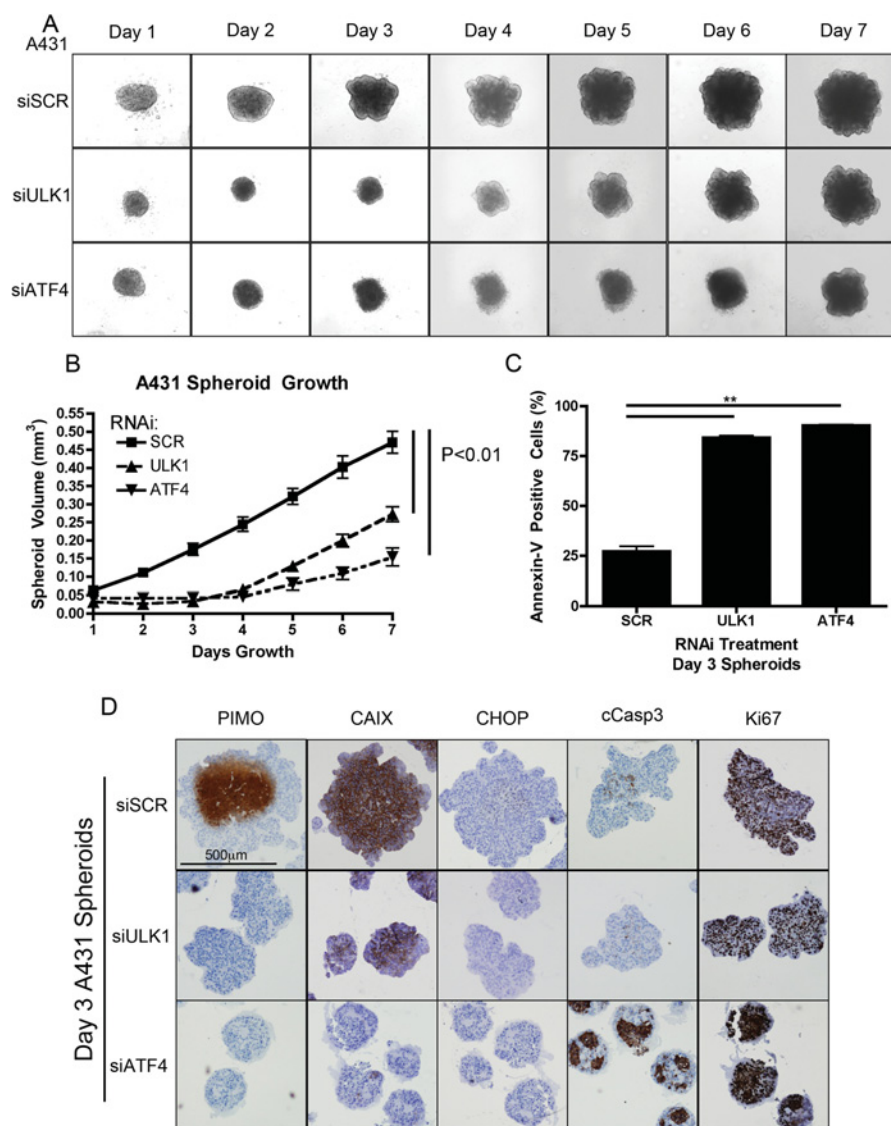 A
A431
Day 1 Day 2 Day 3 Day 4 Day 5 Day 6 Day 7
siSCR
siULK1
siATF4
B
A431 Spheroid Growth
RNAi:
SCR
ULK1
ATF4
P<0.01
Spheroid Volume (mm³)
0.55
0.50
0.45
0.40
0.35
0.30
0.25
0.20
0.15
0.10
0.05
0.00
1 2 3 4 5 6 7
Days Growth
C
**
Annexin-V Positive Cells (%)
100
75
50
25
0
SCR ULK1 ATF4
RNAi Treatment
Day 3 Spheroids
D
PIMO CAIX CHOP cCasp3 Ki67
Day 3 A431 Spheroids
siSCR
500µm
siULK1
siATF4